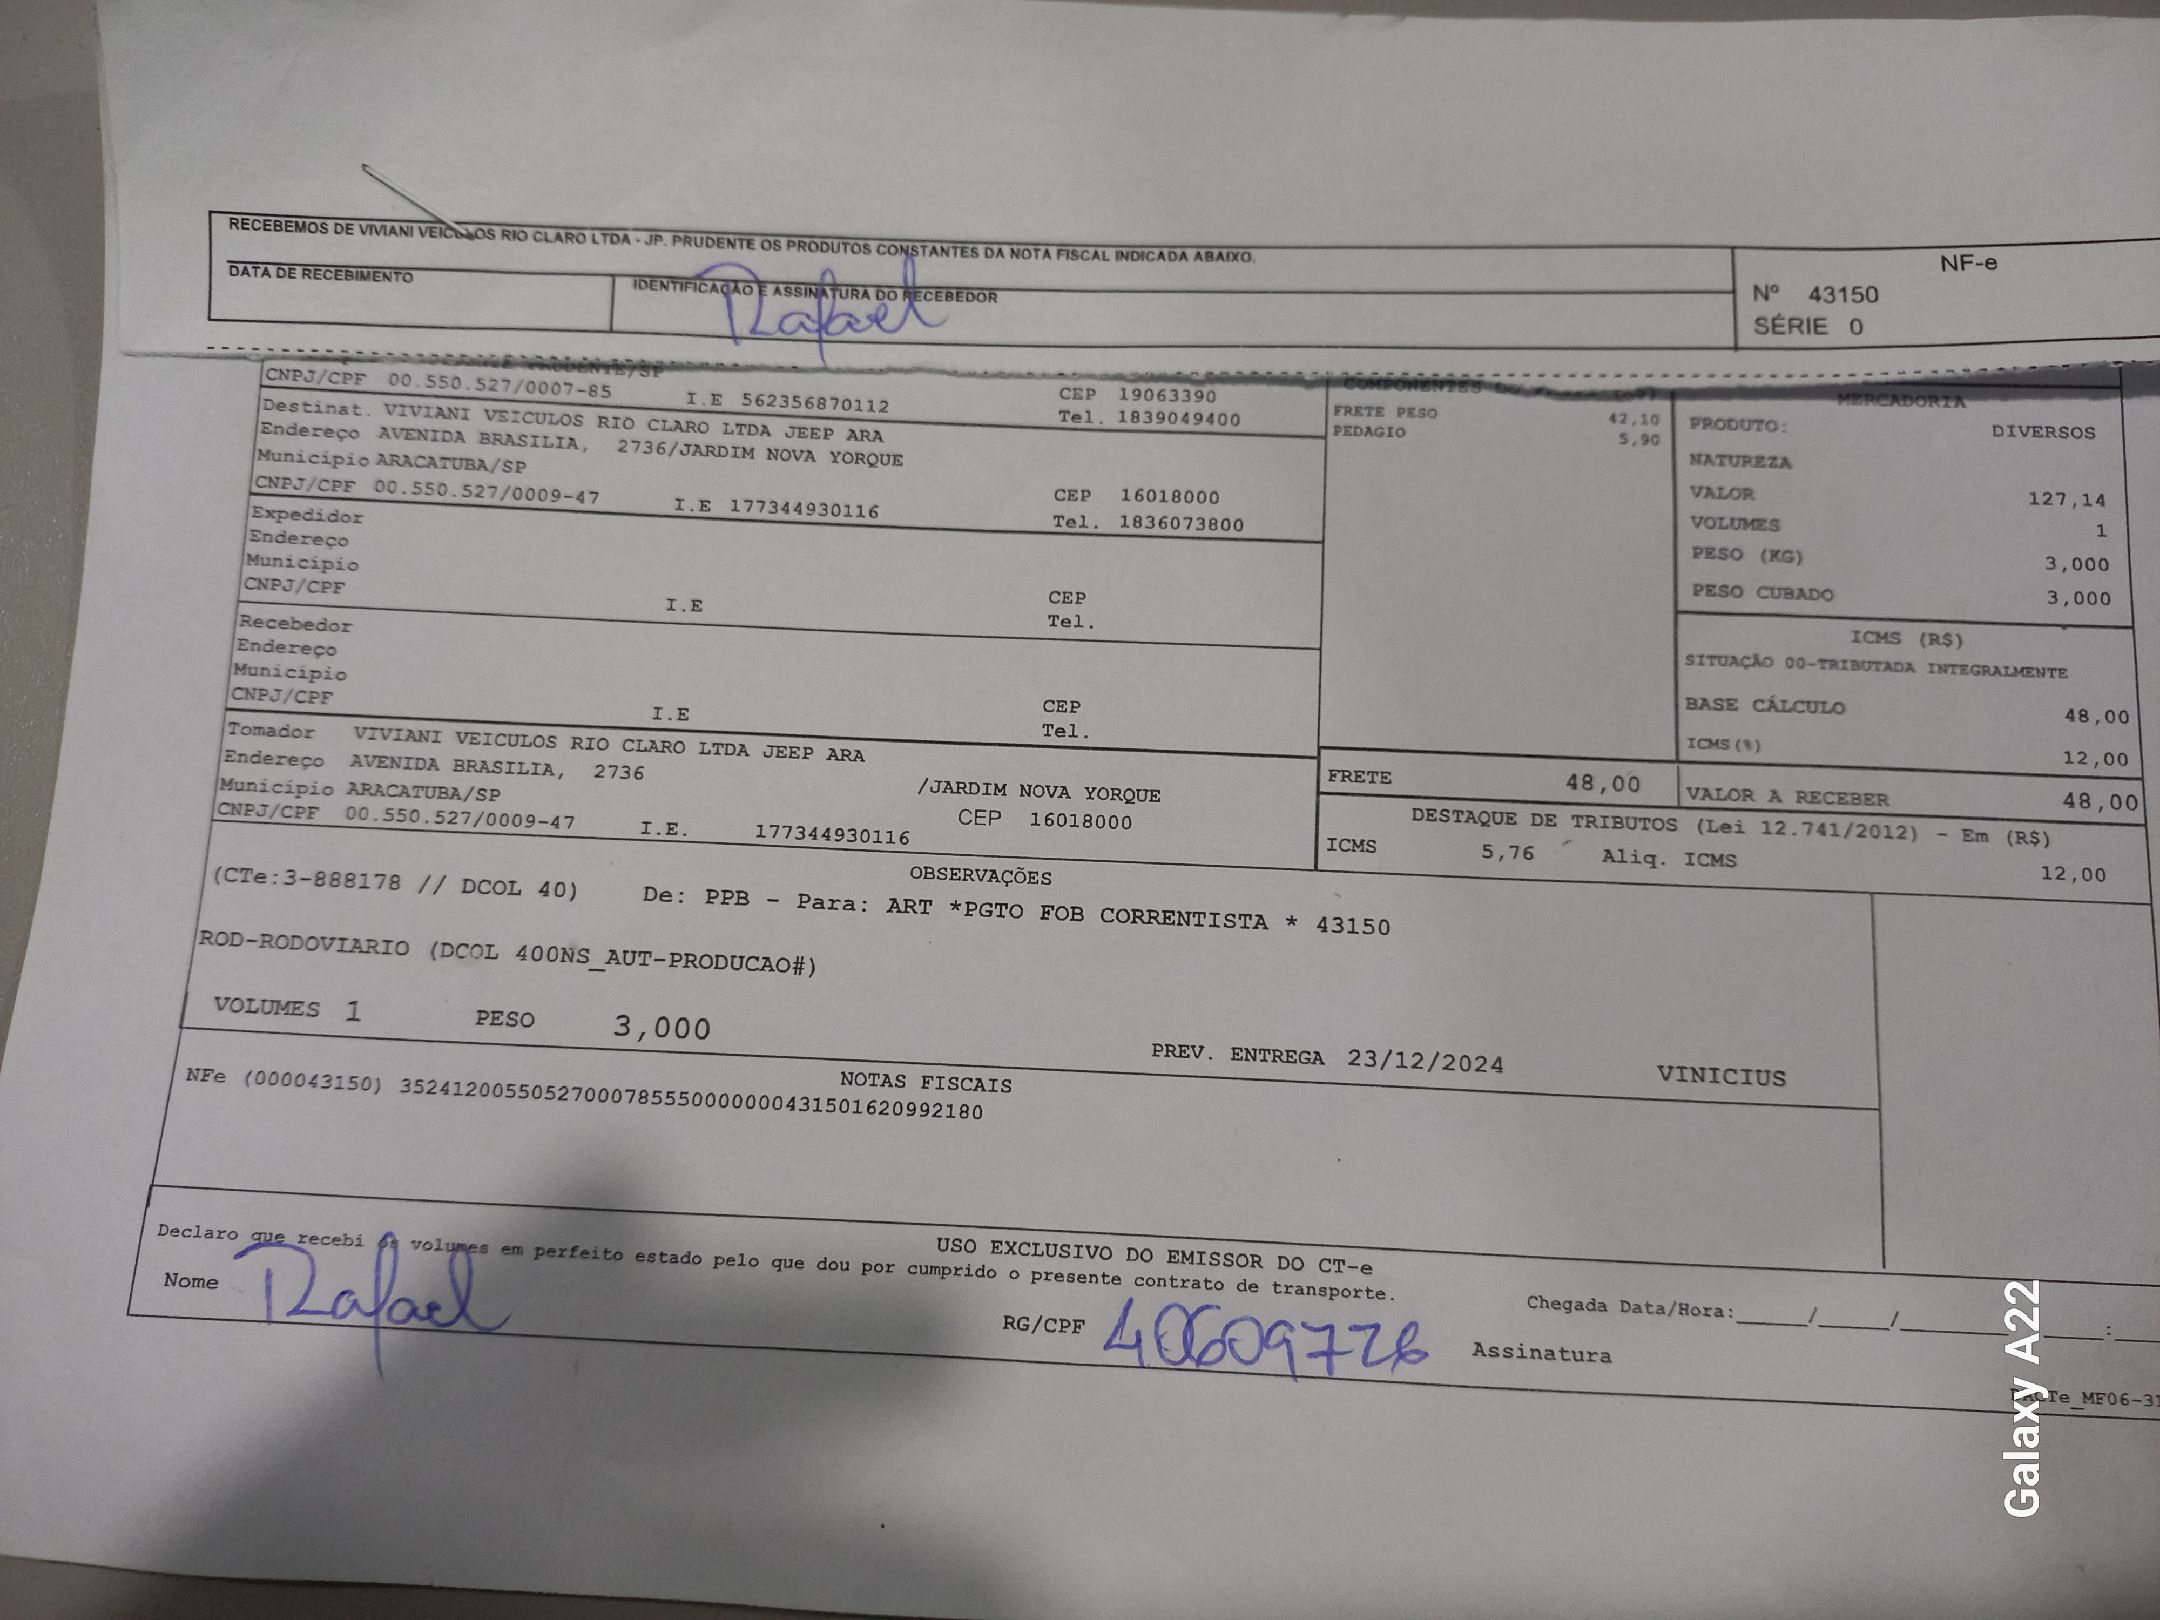 RECEBEMOS DE VIVIANI VEICULOS RIO CLARO LTDA - JP. PRUDENTE OS PRODUTOS CONSTANTES DA NOTA FISCAL INDICADA ABAIXO.
DATA DE RECEBIMENTO
IDENTIFICAÇÃO E ASSINATURA DO RECEBEDOR
Rafael
NF-e
Nº 43150
SÉRIE 0
PRUDENTE/SP
CNPJ/CPF 00.550.527/0007-85 I.E 562356870112 CEP 19063390
Tel. 1839049400
Destinat. VIVIANI VEICULOS RIO CLARO LTDA JEEP ARA
Endereço AVENIDA BRASILIA, 2736/JARDIM NOVA YORQUE
Município ARACATUBA/SP CEP 16018000
CNPJ/CPF 00.550.527/0009-47 I.E 177344930116 Tel. 1836073800
Expedidor
Endereço
Município CEP
CNPJ/CPF I.E Tel.
Recebedor
Endereço
Município CEP
CNPJ/CPF I.E Tel.
Tomador VIVIANI VEICULOS RIO CLARO LTDA JEEP ARA
Endereço AVENIDA BRASILIA, 2736 /JARDIM NOVA YORQUE
Município ARACATUBA/SP CEP 16018000
CNPJ/CPF 00.550.527/0009-47 I.E. 177344930116
COMPONENTES
FRETE PESO 42,10
PEDAGIO 5,90
MERCADORIA
PRODUTO: DIVERSOS
NATUREZA
VALOR 127,14
VOLUMES 1
PESO (KG) 3,000
PESO CUBADO 3,000
ICMS (R$)
SITUAÇÃO 00-TRIBUTADA INTEGRALMENTE
BASE CÁLCULO 48,00
ICMS(%) 12,00
FRETE 48,00 VALOR A RECEBER 48,00
DESTAQUE DE TRIBUTOS (Lei 12.741/2012) - Em (R$)
ICMS 5,76 Aliq. ICMS 12,00
OBSERVAÇÕES
(CTe:3-888178 // DCOL 40) De: PPB - Para: ART *PGTO FOB CORRENTISTA * 43150
ROD-RODOVIARIO (DCOL 400NS_AUT-PRODUCAO#)
VOLUMES 1 PESO 3,000 PREV. ENTREGA 23/12/2024 VINICIUS
NOTAS FISCAIS
NFe (000043150) 35241200550527000785550000000431501620992180
USO EXCLUSIVO DO EMISSOR DO CT-e
Declaro que recebi os volumes em perfeito estado pelo que dou por cumprido o presente contrato de transporte.
Nome Rafael RG/CPF 40609726 Assinatura
Chegada Data/Hora:_____/_____/_____ _____:
DACTe_MF06-31
Galaxy A22